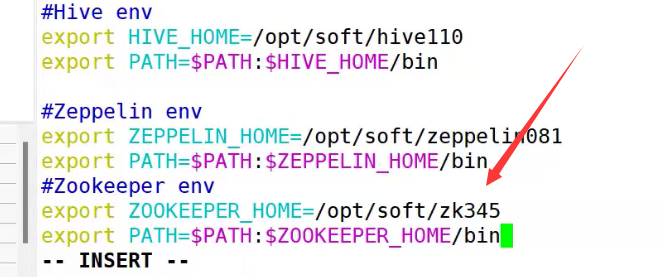 #Hive env
export HIVE_HOME=/opt/soft/hive110
export PATH=$PATH:$HIVE_HOME/bin
#Zeppelin env
export ZEPPELIN_HOME=/opt/soft/zeppelin081
export PATH=$PATH:$ZEPPELIN_HOME/bin
#Zookeeper env
export ZOOKEEPER_HOME=/opt/soft/zk345
export PATH=$PATH:$ZOOKEEPER_HOME/bin
-- INSERT --